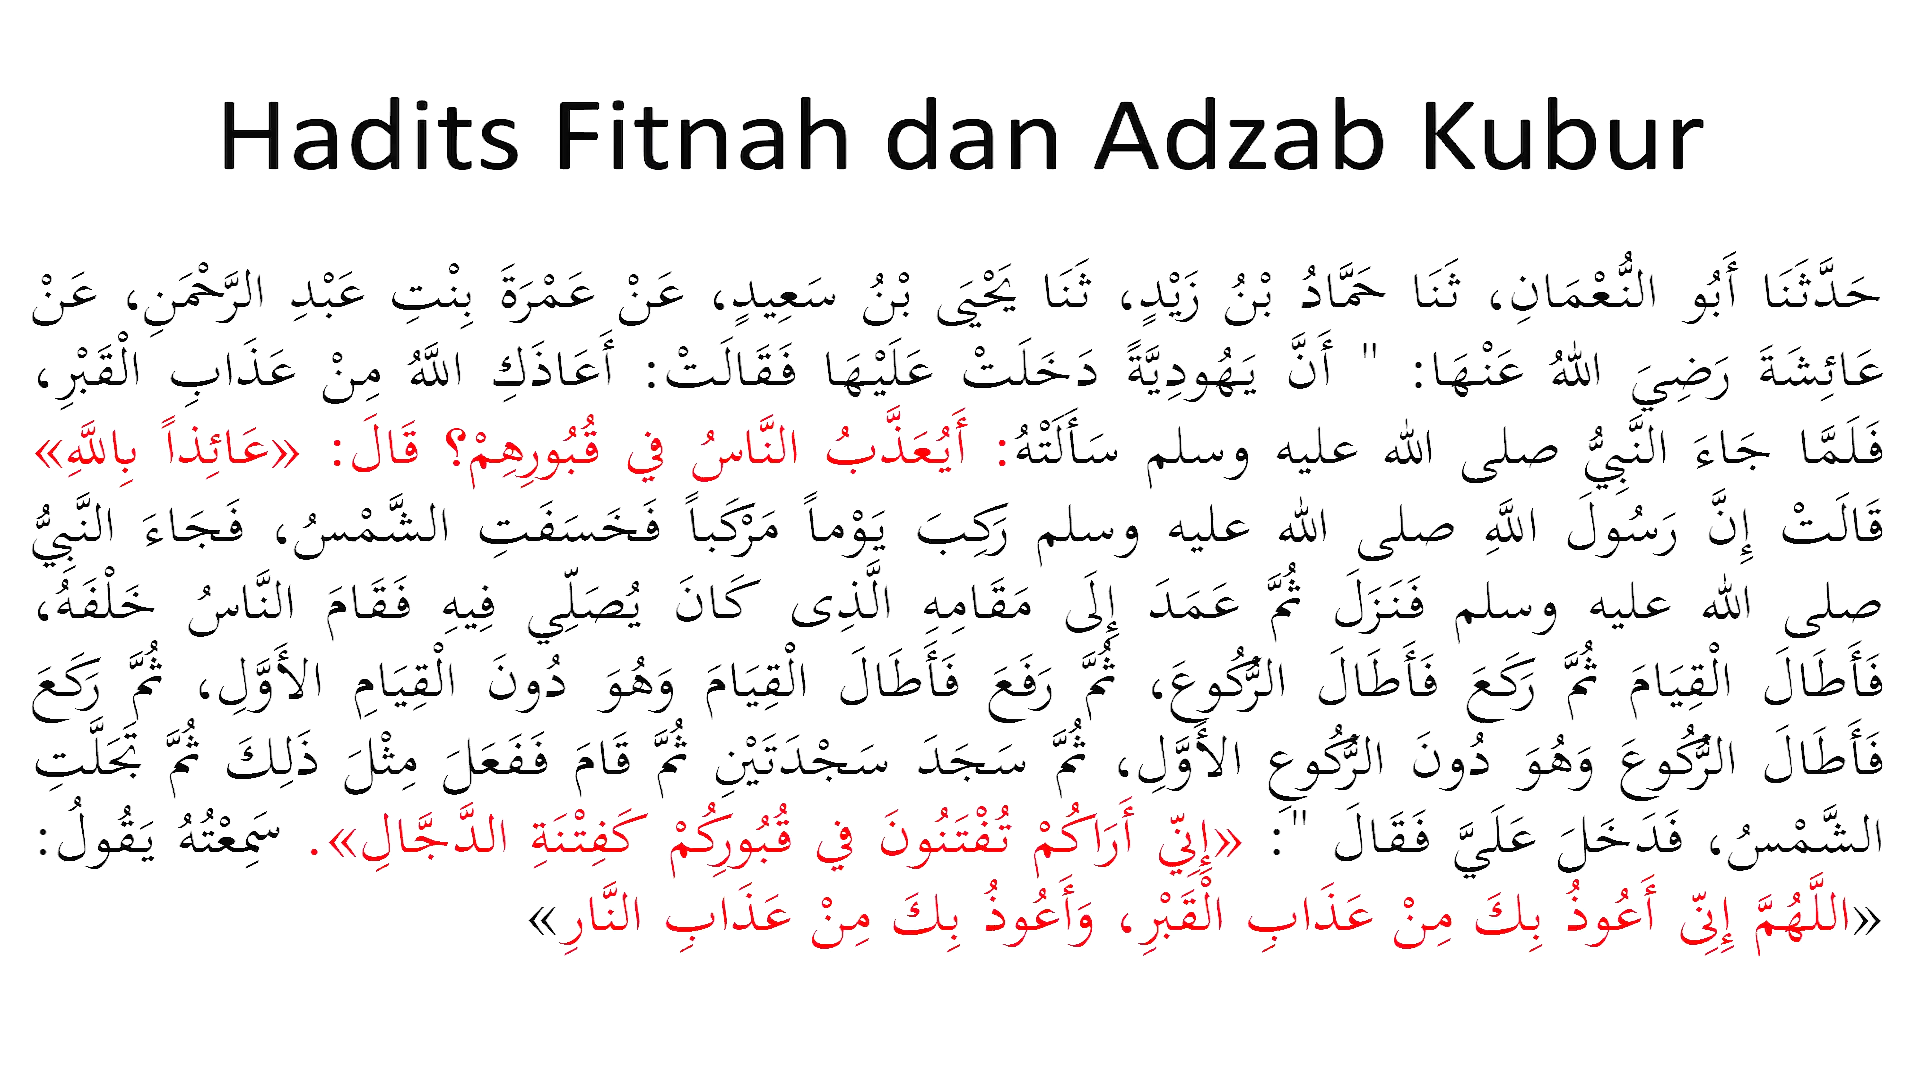 Hadits Fitnah dan Adzab Kubur
حَدَّثَنَا أَبُو النُّعْمَانِ، ثَنَا حَمَّادُ بْنُ زَيْدٍ، ثَنَا يَحْيَى بْنُ سَعِيدٍ، عَنْ عَمْرَةَ بِنْتِ عَبْدِ الرَّحْمَنِ، عَنْ
عَائِشَةَ رَضِيَ اللهُ عَنْهَا: " أَنَّ يَهُودِيَّةً دَخَلَتْ عَلَيْهَا فَقَالَتْ: أَعَاذَكِ اللَّهُ مِنْ عَذَابِ الْقَبْرِ،
فَلَمَّا جَاءَ النَّبِيُّ صلى الله عليه وسلم سَأَلَتْهُ: أَيُعَذَّبُ النَّاسُ فِي قُبُورِهِمْ؟ قَالَ: «عَائِذاً بِاللَّهِ»
قَالَتْ إِنَّ رَسُولَ اللَّهِ صلى الله عليه وسلم رَكِبَ يَوْماً مَرْكَباً فَخَسَفَتِ الشَّمْسُ، فَجَاءَ النَّبِيُّ
صلى الله عليه وسلم فَنَزَلَ ثُمَّ عَمَدَ إِلَى مَقَامِهِ الَّذِى كَانَ يُصَلِّي فِيهِ فَقَامَ النَّاسُ خَلْفَهُ،
فَأَطَالَ الْقِيَامَ ثُمَّ رَكَعَ فَأَطَالَ الرُّكُوعَ، ثُمَّ رَفَعَ فَأَطَالَ الْقِيَامَ وَهُوَ دُونَ الْقِيَامِ الأَوَّلِ، ثُمَّ رَكَعَ
فَأَطَالَ الرُّكُوعَ وَهُوَ دُونَ الرُّكُوعِ الأَوَّلِ، ثُمَّ سَجَدَ سَجْدَتَيْنِ ثُمَّ قَامَ فَفَعَلَ مِثْلَ ذَلِكَ ثُمَّ تَجَلَّتِ
الشَّمْسُ، فَدَخَلَ عَلَيَّ فَقَالَ ": «إِنِّي أَرَاكُمْ تُفْتَنُونَ فِي قُبُورِكُمْ كَفِتْنَةِ الدَّجَّالِ». سَمِعْتُهُ يَقُولُ:
«اللَّهُمَّ إِنِّي أَعُوذُ بِكَ مِنْ عَذَابِ الْقَبْرِ، وَأَعُوذُ بِكَ مِنْ عَذَابِ النَّارِ»